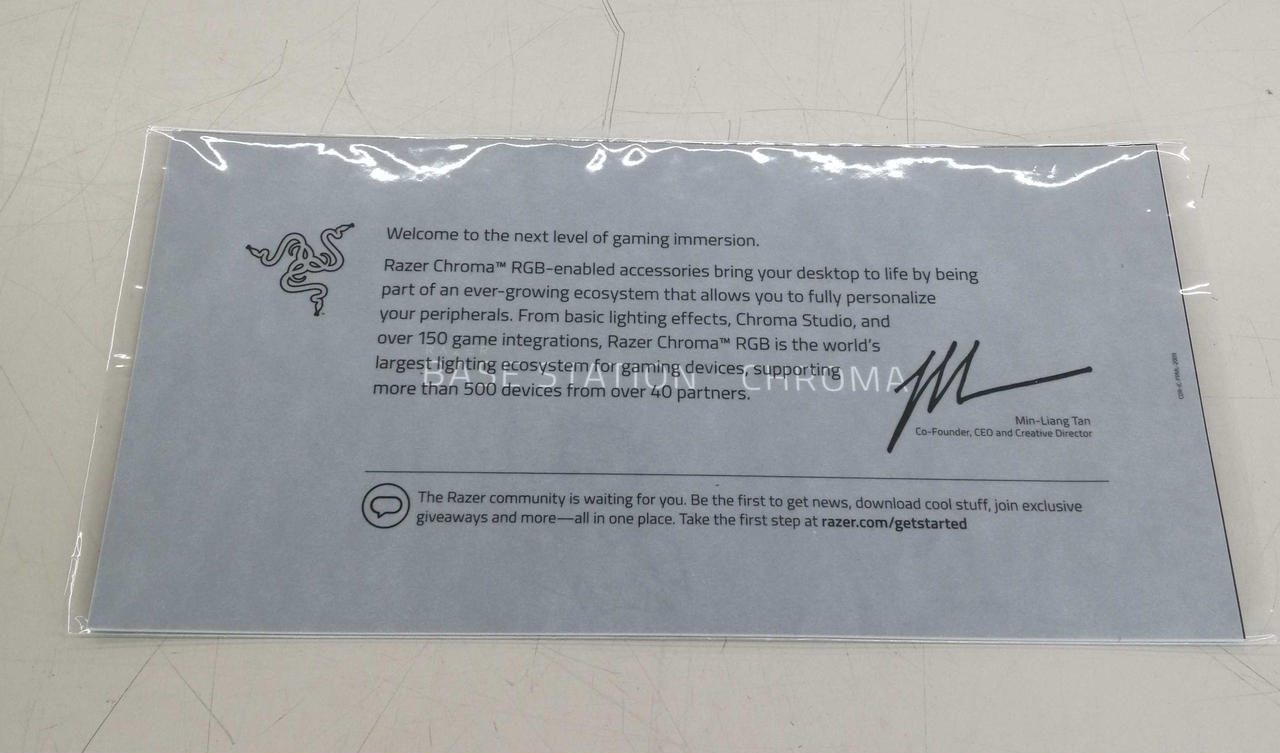 Welcome to the next level of gaming immersion.
Razer Chroma™ RGB-enabled accessories bring your desktop to life by being
part of an ever-growing ecosystem that allows you to fully personalize
your peripherals. From basic lighting effects, Chroma Studio, and
over 150 game integrations, Razer Chroma™ RGB is the world's
largest lighting ecosystem for gaming devices, supporting
more than 500 devices from over 40 partners.
BASE STATION CHROMA
Min-Liang Tan
Co-Founder, CEO and Creative Director
The Razer community is waiting for you. Be the first to get news, download cool stuff, join exclusive
giveaways and more—all in one place. Take the first step at razer.com/getstarted